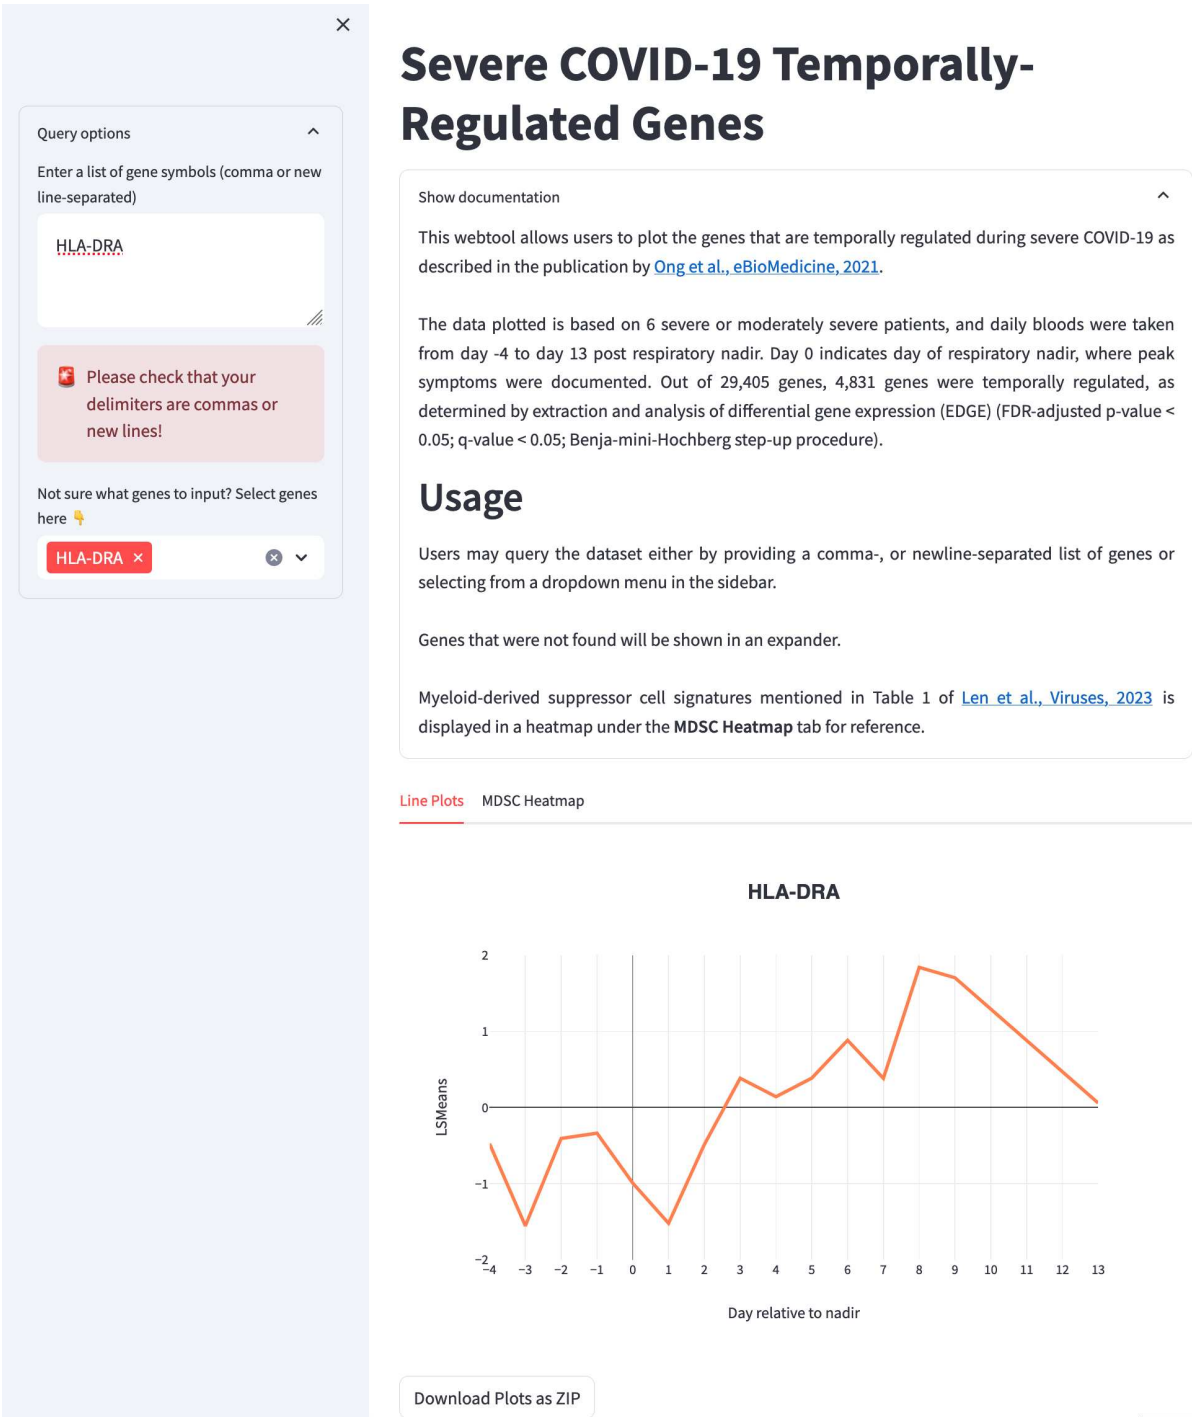 Query options
Enter a list of gene symbols (comma or new
line-separated)
HLA-DRA
Please check that your
delimiters are commas or
new lines!
Not sure what genes to input? Select genes
here 👇
HLA-DRA ×
Severe COVID-19 Temporally-
Regulated Genes
Show documentation
This webtool allows users to plot the genes that are temporally regulated during severe COVID-19 as
described in the publication by Ong et al., eBioMedicine, 2021.
The data plotted is based on 6 severe or moderately severe patients, and daily bloods were taken
from day -4 to day 13 post respiratory nadir. Day 0 indicates day of respiratory nadir, where peak
symptoms were documented. Out of 29,405 genes, 4,831 genes were temporally regulated, as
determined by extraction and analysis of differential gene expression (EDGE) (FDR-adjusted p-value <
0.05; q-value < 0.05; Benja-mini-Hochberg step-up procedure).
Usage
Users may query the dataset either by providing a comma-, or newline-separated list of genes or
selecting from a dropdown menu in the sidebar.
Genes that were not found will be shown in an expander.
Myeloid-derived suppressor cell signatures mentioned in Table 1 of Len et al., Viruses, 2023 is
displayed in a heatmap under the MDSC Heatmap tab for reference.
Line Plots MDSC Heatmap
HLA-DRA
LSMeans
2
1
0
−1
−2
−4 −3 −2 −1 0 1 2 3 4 5 6 7 8 9 10 11 12 13
Day relative to nadir
Download Plots as ZIP